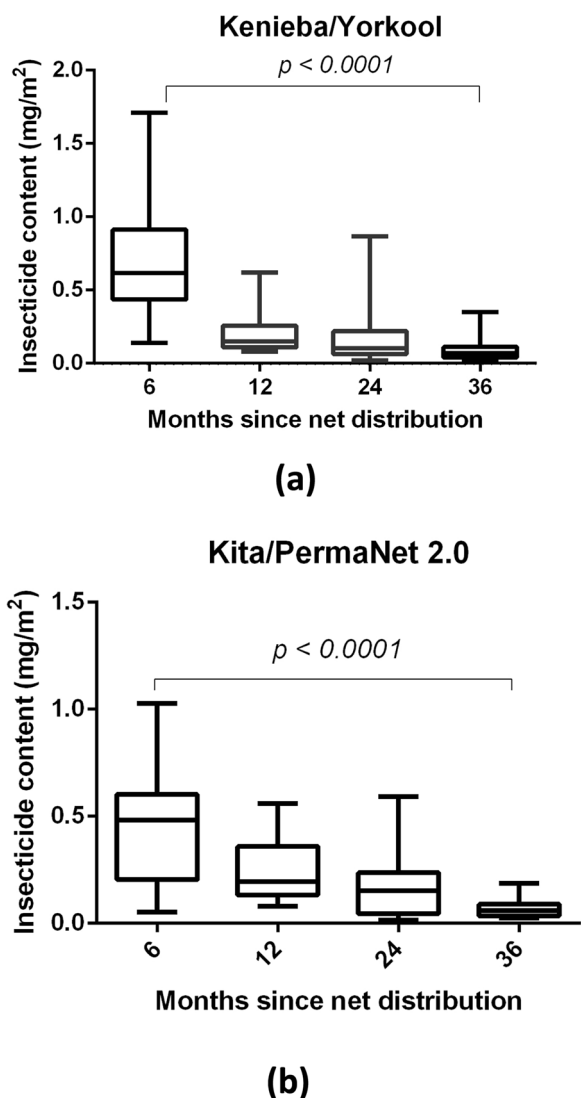 Kenieba/Yorkool
p < 0.0001
Insecticide content (mg/m²)
2.0
1.5
1.0
0.5
0.0
6 12 24 36
Months since net distribution
(a)
Kita/PermaNet 2.0
p < 0.0001
Insecticide content (mg/m²)
1.5
1.0
0.5
0.0
6 12 24 36
Months since net distribution
(b)